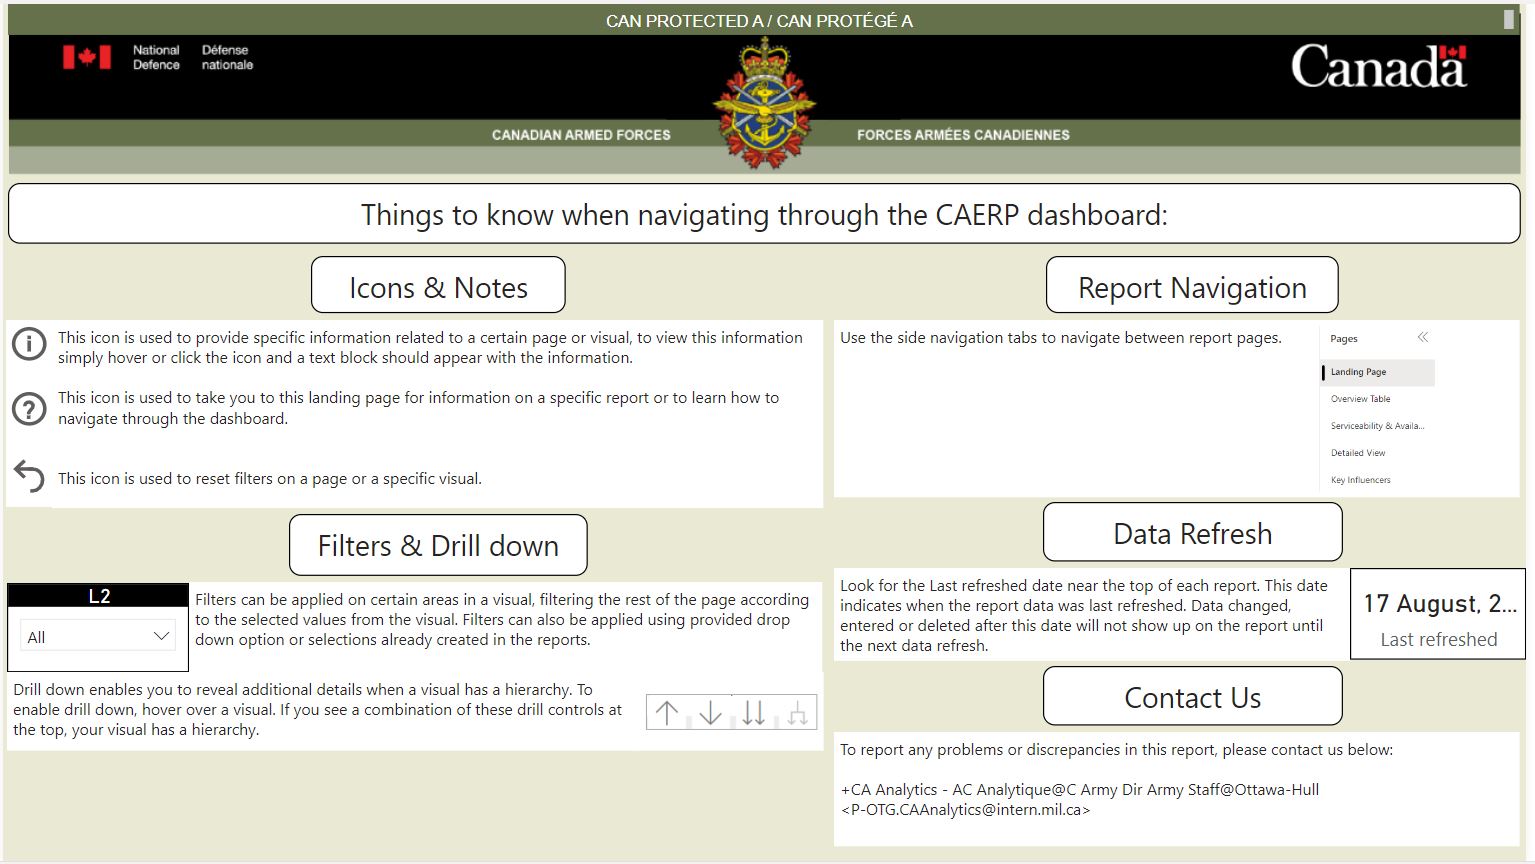 CAN PROTECTED A / CAN PROTÉGÉ A
National Défense
Defence nationale
Canada
CANADIAN ARMED FORCES
FORCES ARMÉES CANADIENNES
Things to know when navigating through the CAERP dashboard:
Icons & Notes
This icon is used to provide specific information related to a certain page or visual, to view this information
simply hover or click the icon and a text block should appear with the information.
This icon is used to take you to this landing page for information on a specific report or to learn how to
navigate through the dashboard.
This icon is used to reset filters on a page or a specific visual.
Filters & Drill down
L2
All
Filters can be applied on certain areas in a visual, filtering the rest of the page according
to the selected values from the visual. Filters can also be applied using provided drop
down option or selections already created in the reports.
Drill down enables you to reveal additional details when a visual has a hierarchy. To
enable drill down, hover over a visual. If you see a combination of these drill controls at
the top, your visual has a hierarchy.
Report Navigation
Use the side navigation tabs to navigate between report pages.
Pages
Landing Page
Overview Table
Serviceability & Availa...
Detailed View
Key Influencers
Data Refresh
Look for the Last refreshed date near the top of each report. This date
indicates when the report data was last refreshed. Data changed,
entered or deleted after this date will not show up on the report until
the next data refresh.
17 August, 2...
Last refreshed
Contact Us
To report any problems or discrepancies in this report, please contact us below:
+CA Analytics - AC Analytique@C Army Dir Army Staff@Ottawa-Hull
<P-OTG.CAAnalytics@intern.mil.ca>